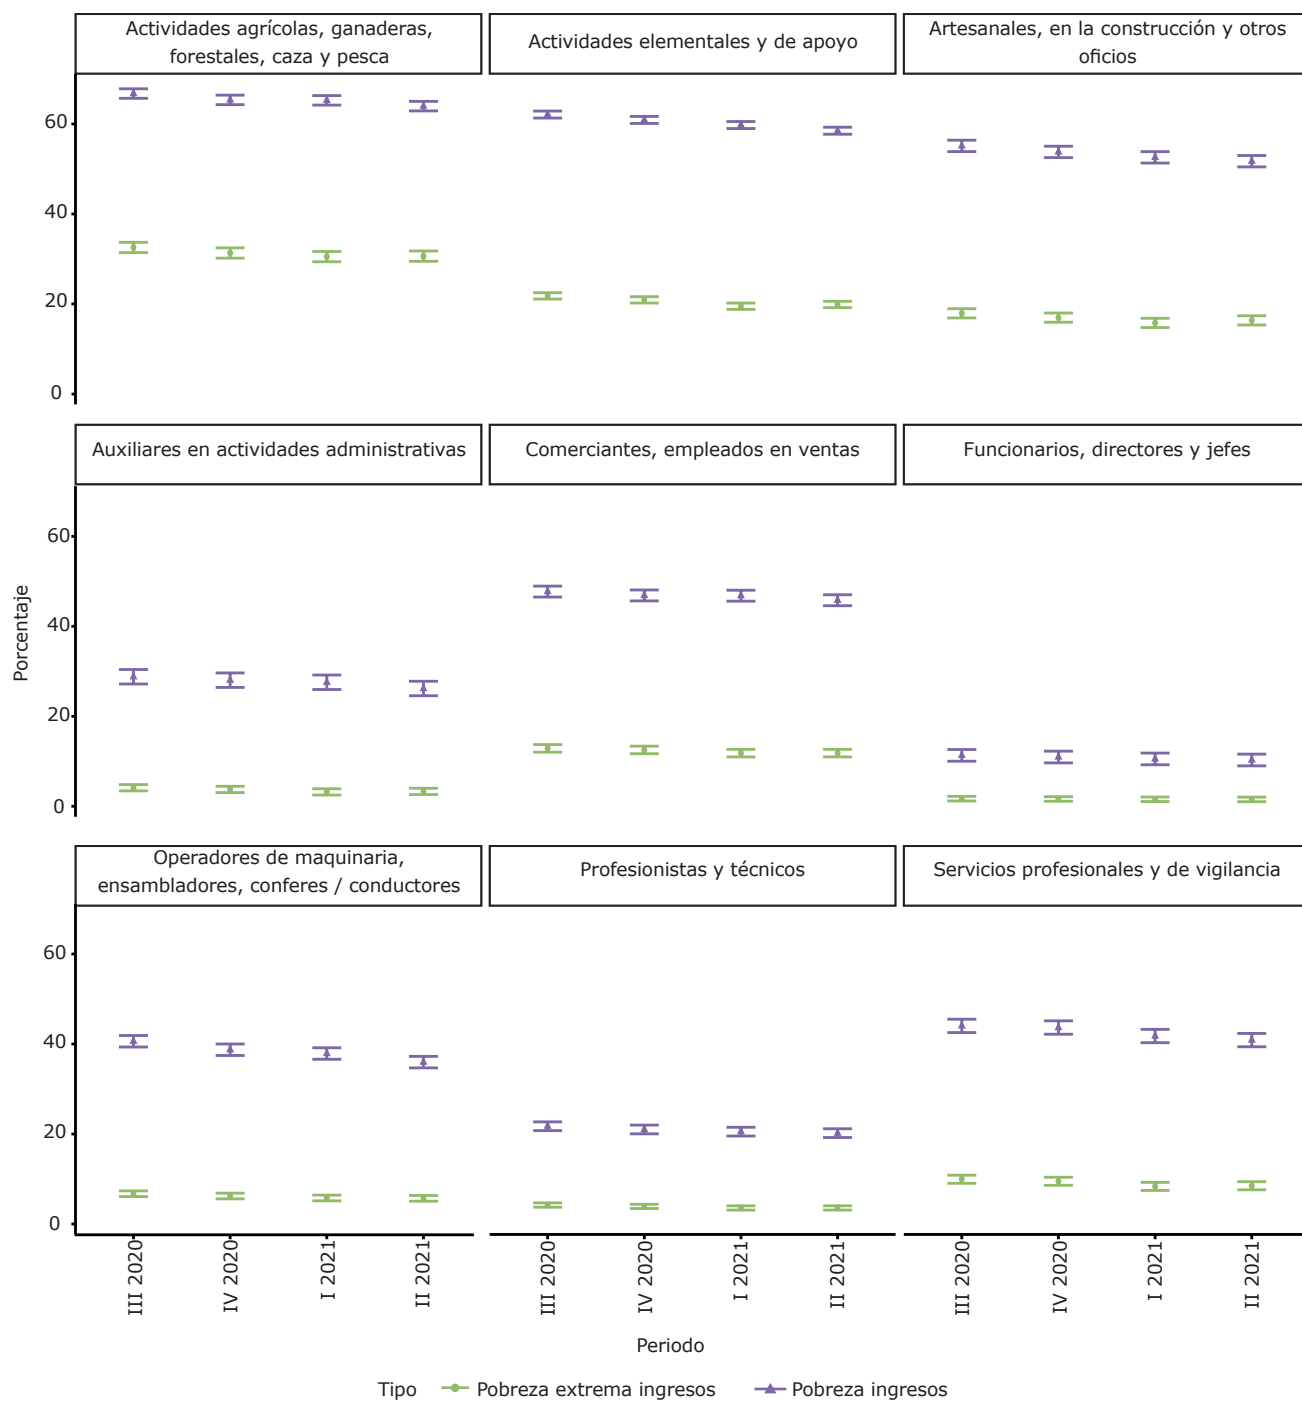 Actividades agrícolas, ganaderas,
forestales, caza y pesca
Actividades elementales y de apoyo
Artesanales, en la construcción y otros
oficios
60
40
20
0
Auxiliares en actividades administrativas
Comerciantes, empleados en ventas
Funcionarios, directores y jefes
60
40
20
0
Porcentaje
Operadores de maquinaria,
ensambladores, conferes / conductores
Profesionistas y técnicos
Servicios profesionales y de vigilancia
60
40
20
0
III 2020
IV 2020
I 2021
II 2021
III 2020
IV 2020
I 2021
II 2021
III 2020
IV 2020
I 2021
II 2021
Periodo
Tipo Pobreza extrema ingresos Pobreza ingresos